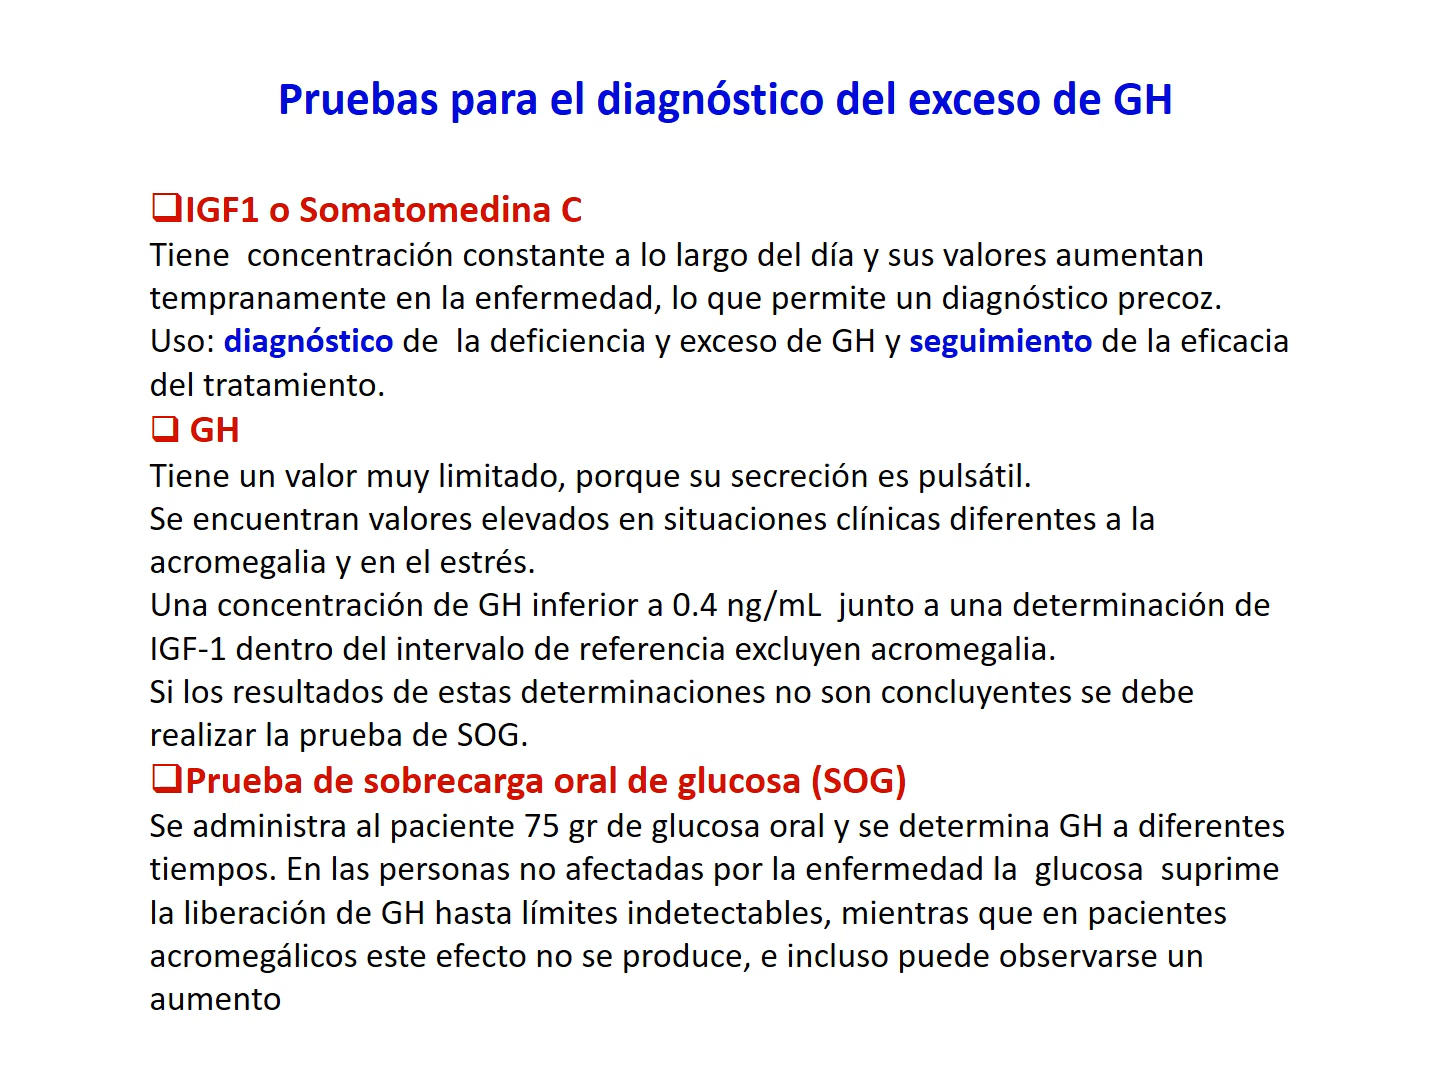 Pruebas para el diagnóstico del exceso de GH
❑IGF1 o Somatomedina C
Tiene  concentración constante a lo largo del día y sus valores aumentan
tempranamente en la enfermedad, lo que permite un diagnóstico precoz.
Uso: diagnóstico de  la deficiencia y exceso de GH y seguimiento de la eficacia
del tratamiento.
❑ GH
Tiene un valor muy limitado, porque su secreción es pulsátil.
Se encuentran valores elevados en situaciones clínicas diferentes a la
acromegalia y en el estrés.
Una concentración de GH inferior a 0.4 ng/mL  junto a una determinación de
IGF-1 dentro del intervalo de referencia excluyen acromegalia.
Si los resultados de estas determinaciones no son concluyentes se debe
realizar la prueba de SOG.
❑Prueba de sobrecarga oral de glucosa (SOG)
Se administra al paciente 75 gr de glucosa oral y se determina GH a diferentes
tiempos. En las personas no afectadas por la enfermedad la  glucosa  suprime
la liberación de GH hasta límites indetectables, mientras que en pacientes
acromegálicos este efecto no se produce, e incluso puede observarse un
aumento